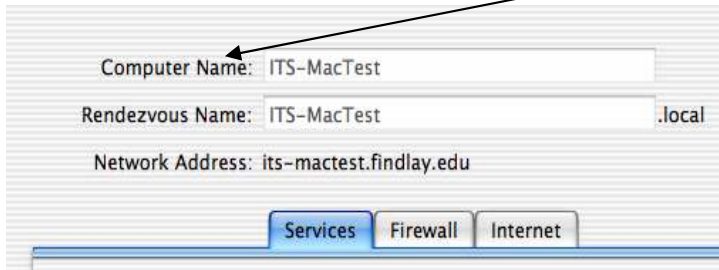 Computer Name: ITS-MacTest
Rendezvous Name: ITS-MacTest .local
Network Address: its-mactest.findlay.edu
Services Firewall Internet